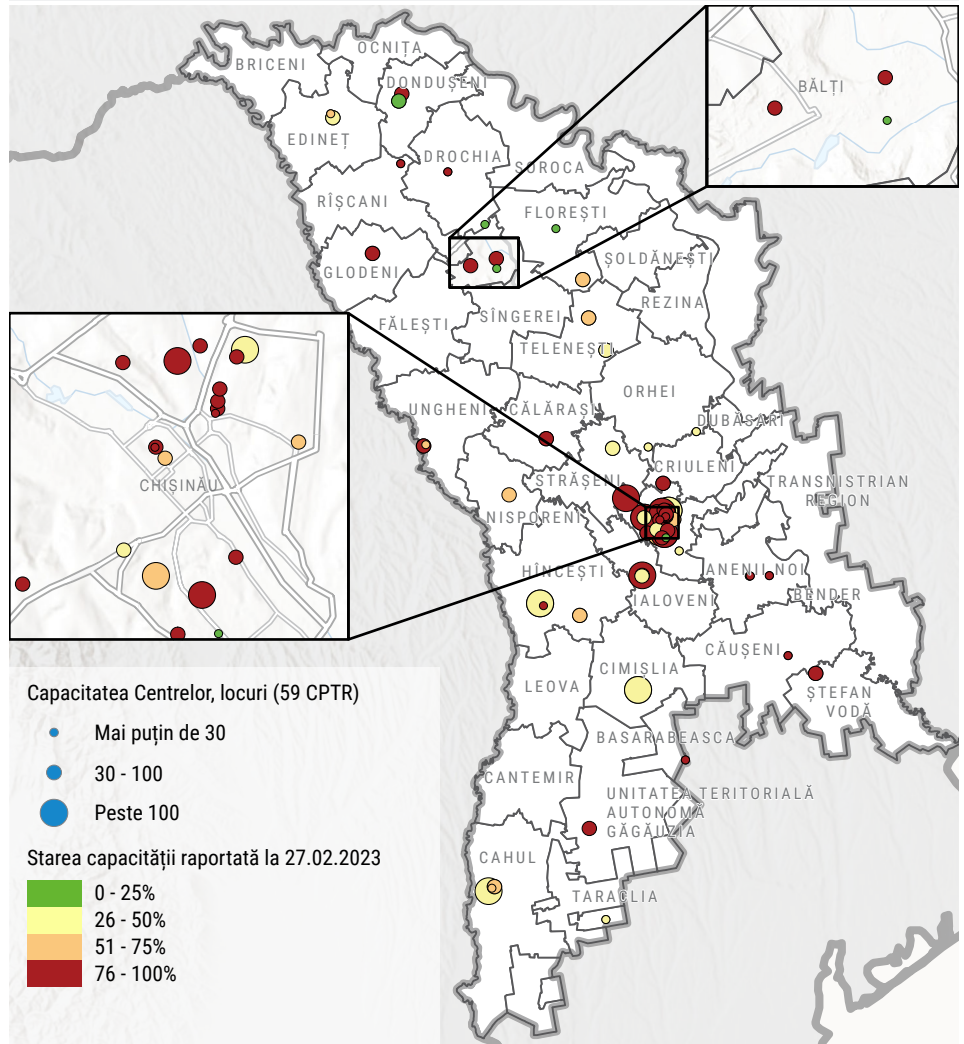 OCNIȚA
BRICENI
DONDUȘENI
BĂLȚI
EDINEȚ
DROCHIA
SOROCA
RÎȘCANI
FLOREȘTI
ȘOLDĂNEȘTI
GLODENI
REZINA
SÎNGEREI
FĂLEȘTI
TELENEȘTI
ORHEI
UNGHENI
CĂLĂRAȘI
DUBĂSARI
CRIULENI
STRĂȘENI
TRANSNISTRIAN
REGION
CHIȘINĂU
NISPORENI
ANENII NOI
HÎNCEȘTI
BENDER
IALOVENI
CĂUȘENI
CIMIȘLIA
LEOVA
ȘTEFAN
VODĂ
BASARABEASCA
CANTEMIR
UNITATEA TERITORIALĂ
AUTONOMĂ
GĂGĂUZIA
CAHUL
TARACLIA
Capacitatea Centrelor, locuri (59 CPTR)
Mai puțin de 30
30 - 100
Peste 100
Starea capacității raportată la 27.02.2023
0 - 25%
26 - 50%
51 - 75%
76 - 100%